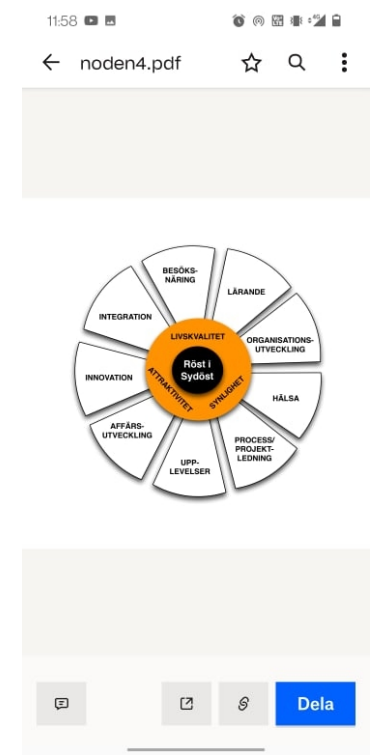 11:58
noden4.pdf
BESÖKS-
NÄRING
LÄRANDE
INTEGRATION
LIVSKVALITET
ORGANISATIONS-
UTVECKLING
Röst i
Sydöst
INNOVATION
ATTRAKTIVITET
SYNLIGHET
HÄLSA
AFFÄRS-
UTVECKLING
PROCESS/
PROJEKT-
LEDNING
UPP-
LEVELSER
Dela